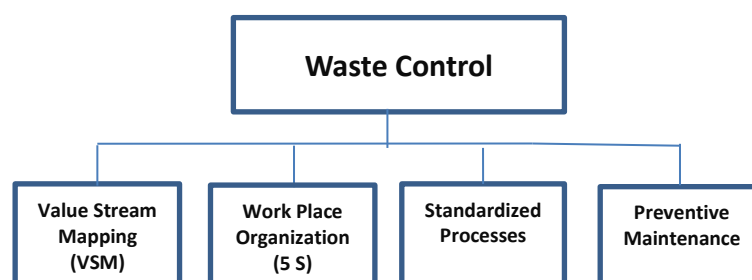 Waste Control
Value Stream
Mapping
(VSM)
Work Place
Organization
(5 S)
Standardized
Processes
Preventive
Maintenance